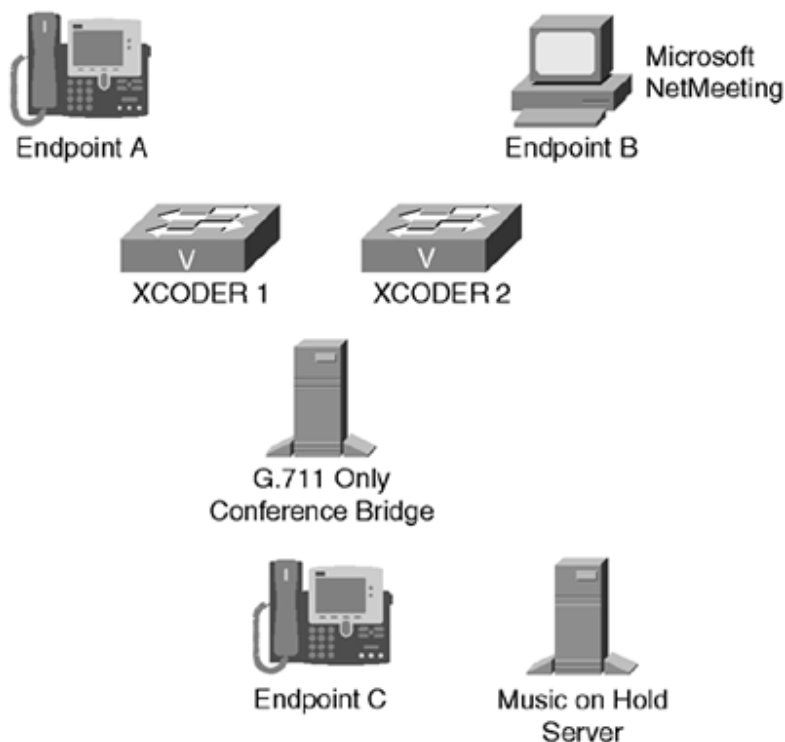 Microsoft
NetMeeting
Endpoint A
Endpoint B
V
V
XCODER 1
XCODER 2
G.711 Only
Conference Bridge
Endpoint C
Music on Hold
Server